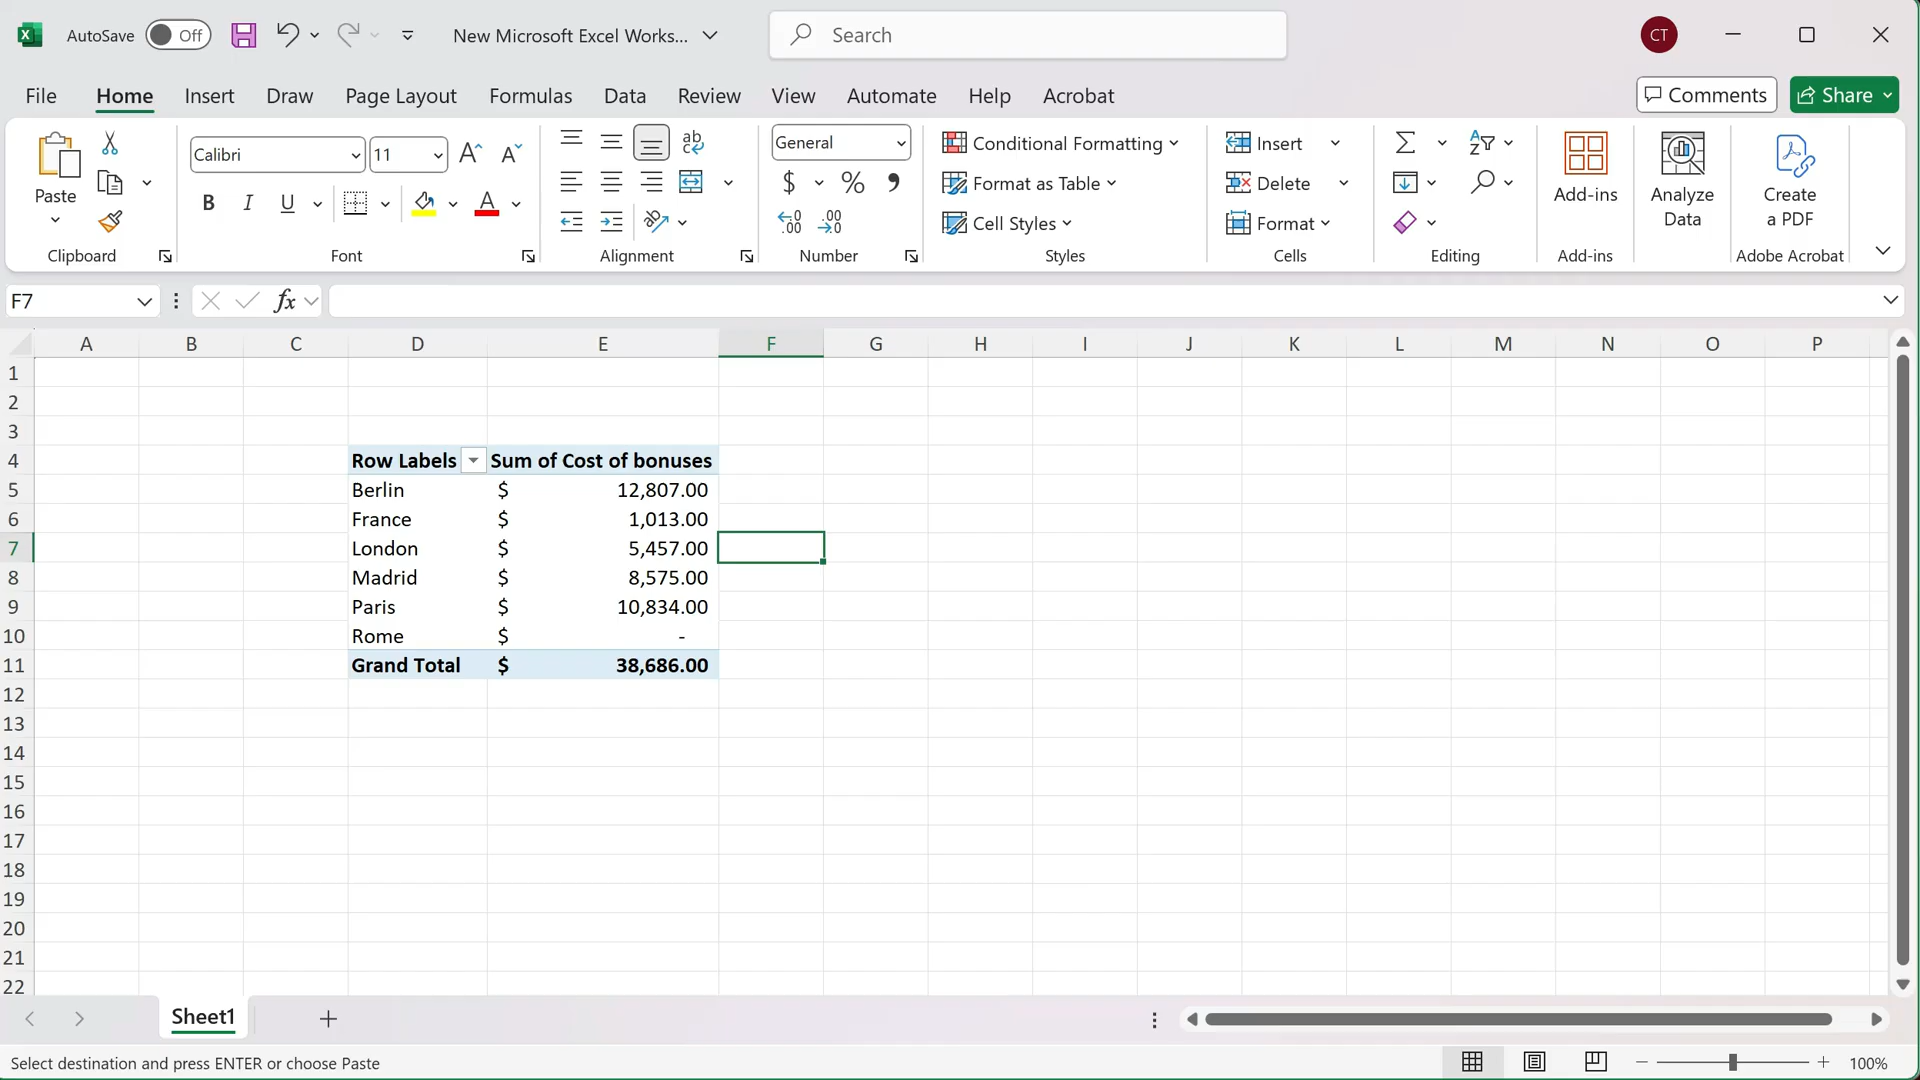 AutoSave Off New Microsoft Excel Works... Search CT
File Home Insert Draw Page Layout Formulas Data Review View Automate Help Acrobat Comments Share
Paste
Clipboard
Calibri 11
B I U A
Font
ab
Alignment
General
$ % 9
.00 .00
Number
Conditional Formatting
Format as Table
Cell Styles
Styles
Insert
Delete
Format
Cells
Editing
Add-ins
Add-ins
Analyze
Data
Create
a PDF
Adobe Acrobat
F7 fx
A B C D E F G H I J K L M N O P
1
2
3
4 Row Labels Sum of Cost of bonuses
5 Berlin $ 12,807.00
6 France $ 1,013.00
7 London $ 5,457.00
8 Madrid $ 8,575.00
9 Paris $ 10,834.00
10 Rome $ -
11 Grand Total $ 38,686.00
12
13
14
15
16
17
18
19
20
21
22
Sheet1
Select destination and press ENTER or choose Paste 100%